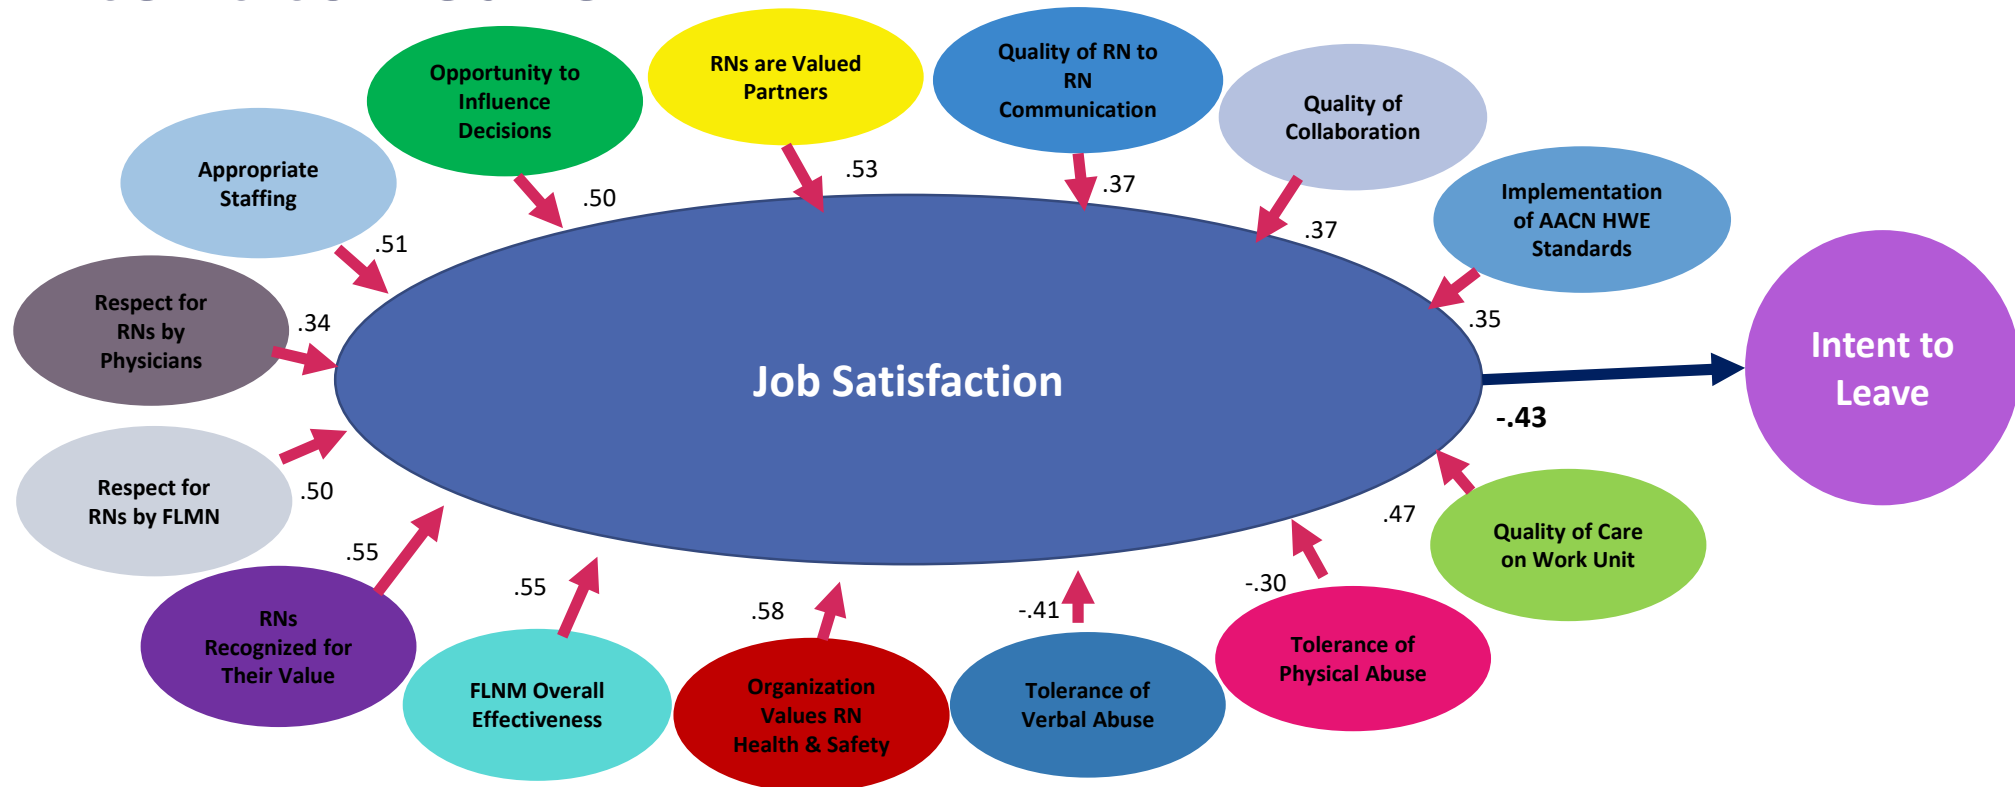 Opportunity to
Influence
Decisions
RNs are Valued
Partners
Quality of RN to
RN
Communication
Quality of
Collaboration
Appropriate
Staffing
Implementation
of AACN HWE
Standards
.50
.53
.37
.37
.51
.35
Respect for
RNs by
Physicians
.34
Job Satisfaction
Intent to
Leave
-.43
Respect for
RNs by FLMN
.50
.47
Quality of Care
on Work Unit
.55
.55
.58
-.41
-.30
RNs
Recognized for
Their Value
FLNM Overall
Effectiveness
Organization
Values RN
Health & Safety
Tolerance of
Verbal Abuse
Tolerance of
Physical Abuse